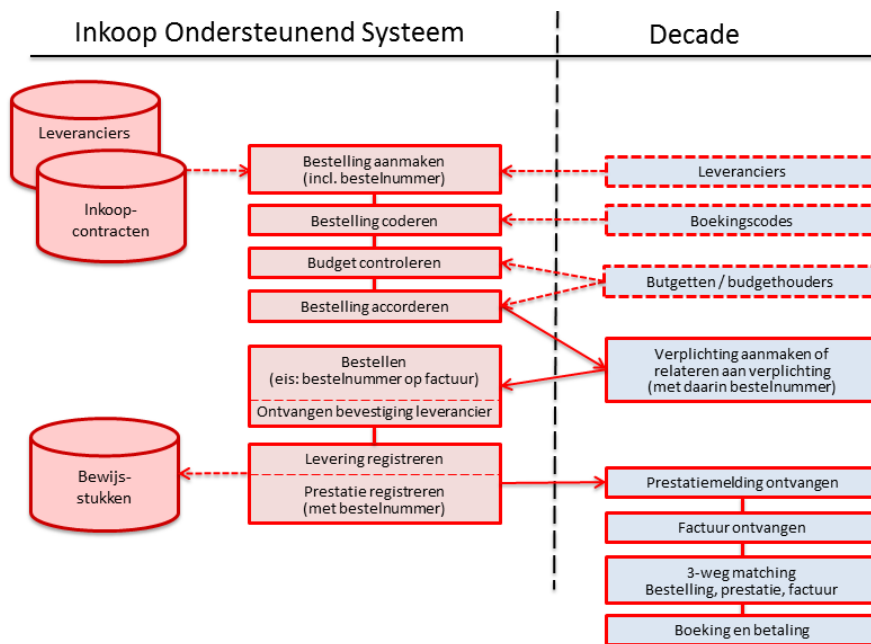 Inkoop Ondersteunend Systeem
Decade
Leveranciers
Inkoop-
contracten
Bestelling aanmaken
(incl. bestelnummer)
Leveranciers
Bestelling coderen
Boekingscodes
Budget controleren
Butgetten / budgethouders
Bestelling accorderen
Bestellen
(eis: bestelnummer op factuur)
Ontvangen bevestiging leverancier
Verplichting aanmaken of
relateren aan verplichting
(met daarin bestelnummer)
Bewijs-
stukken
Levering registreren
Prestatie registreren
(met bestelnummer)
Prestatiemelding ontvangen
Factuur ontvangen
3-weg matching
Bestelling, prestatie, factuur
Boeking en betaling